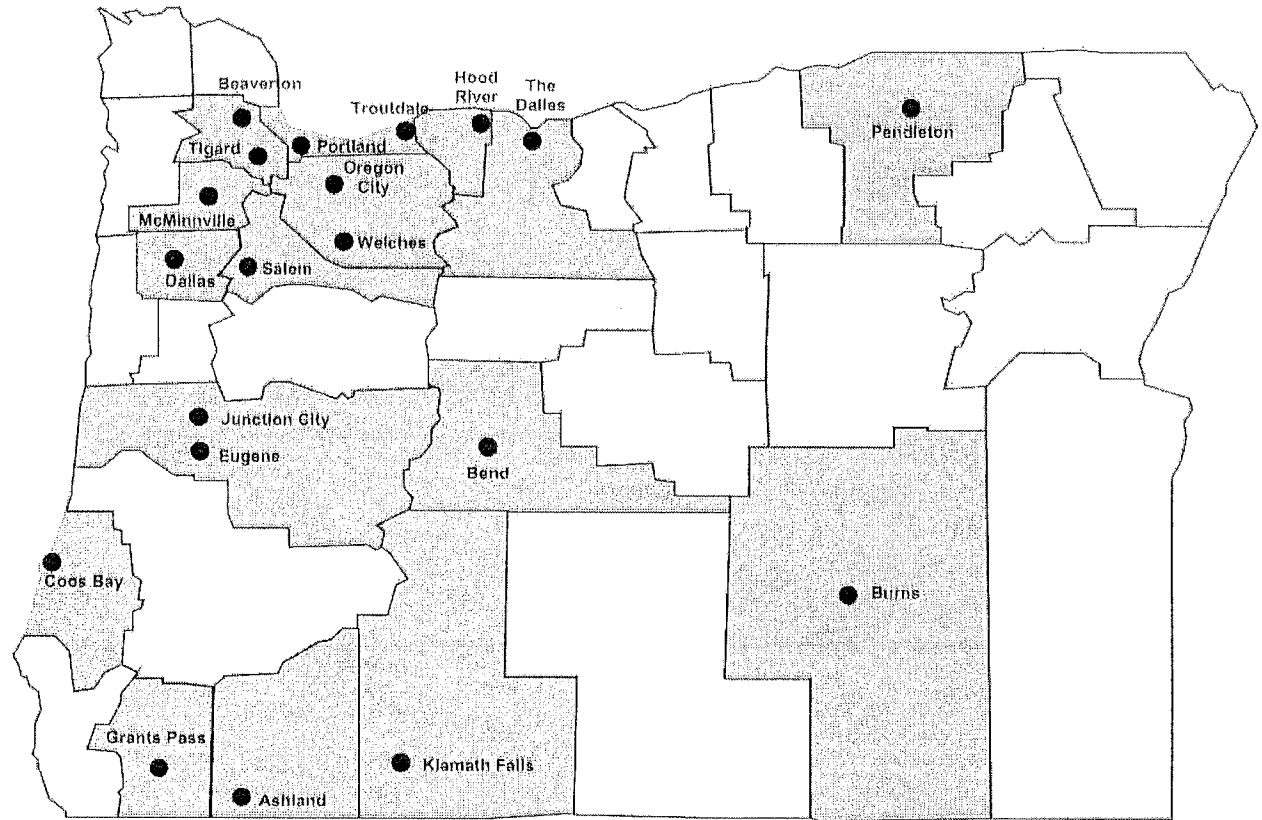 Beaverton
Hood
River
The
Dalles
Troutdale
Pendleton
Tigard
Portland
Oregon
City
McMinnville
Welches
Salem
Dallas
Junction City
Eugene
Bend
Coos Bay
Burns
Grants Pass
Klamath Falls
Ashland